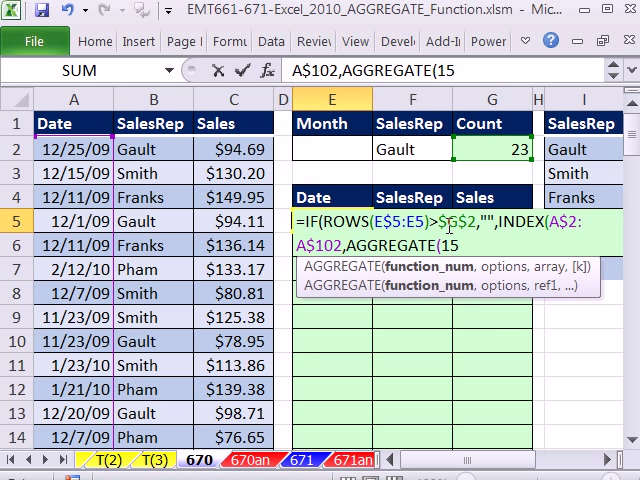 EMT661-671-Excel_2010_AGGREGATE_Function.xlsm - Mic...
File Home Insert Page Form Data Revie Devel Add-I Power T
SUM fx A$102,AGGREGATE(15
A B C D E F G H I
1 Date SalesRep Sales Month SalesRep Count SalesRep
2 12/25/09 Gault $94.69 Gault 23 Gault
3 12/15/09 Smith $130.20 Smith
4 12/11/09 Franks $149.95 Date SalesRep Sales Franks
5 12/1/09 Gault $94.11 =IF(ROWS(E$5:E5)>$G$2,"",INDEX(A$2:
6 12/11/09 Franks $136.14 A$102,AGGREGATE(15
7 2/12/10 Pham $133.17 AGGREGATE(function_num, options, array, [k])
8 12/7/09 Smith $80.81 AGGREGATE(function_num, options, ref1, ...)
9 11/23/09 Smith $125.38
10 11/23/09 Gault $78.95
11 1/23/10 Smith $113.86
12 1/21/10 Pham $139.38
13 12/20/09 Gault $98.71
14 12/7/09 Pham $76.65
T(2) T(3) 670 670an 671 671an